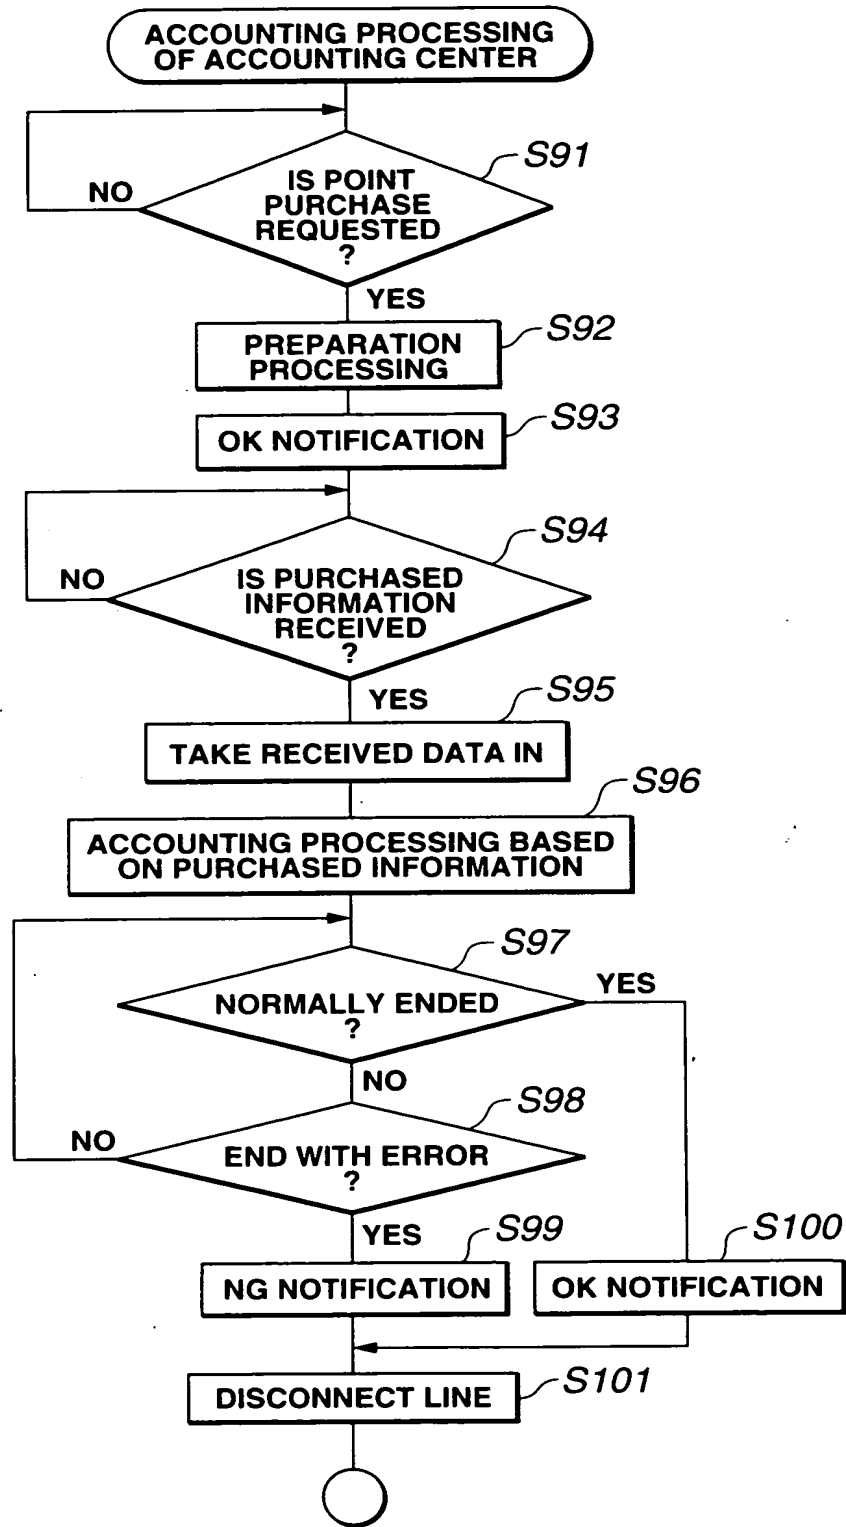 ACCOUNTING PROCESSING
OF ACCOUNTING CENTER
S91
IS POINT
PURCHASE
REQUESTED
?
NO
YES
S92
PREPARATION
PROCESSING
S93
OK NOTIFICATION
S94
NO
IS PURCHASED
INFORMATION
RECEIVED
?
YES
S95
TAKE RECEIVED DATA IN
S96
ACCOUNTING PROCESSING BASED
ON PURCHASED INFORMATION
S97
YES
NORMALLY ENDED
?
NO
S98
NO
END WITH ERROR
?
YES
S99
S100
NG NOTIFICATION
OK NOTIFICATION
S101
DISCONNECT LINE